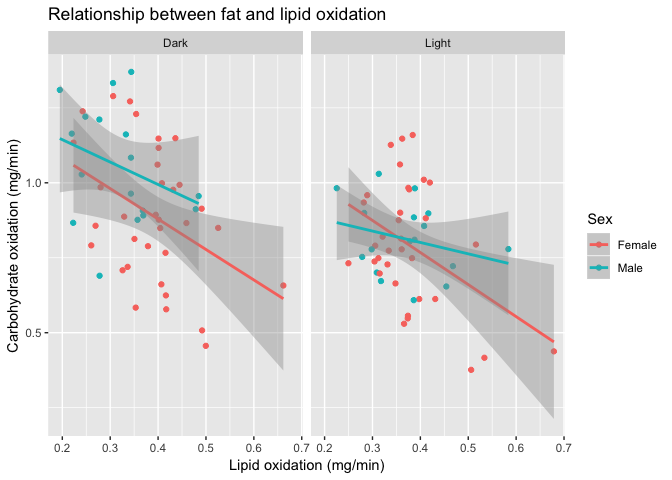 Relationship between fat and lipid oxidation
Dark
Light
Carbohydrate oxidation (mg/min)
1.0
0.5
0.2 0.3 0.4 0.5 0.6 0.7
0.2 0.3 0.4 0.5 0.6 0.7
Lipid oxidation (mg/min)
Sex
Female
Male